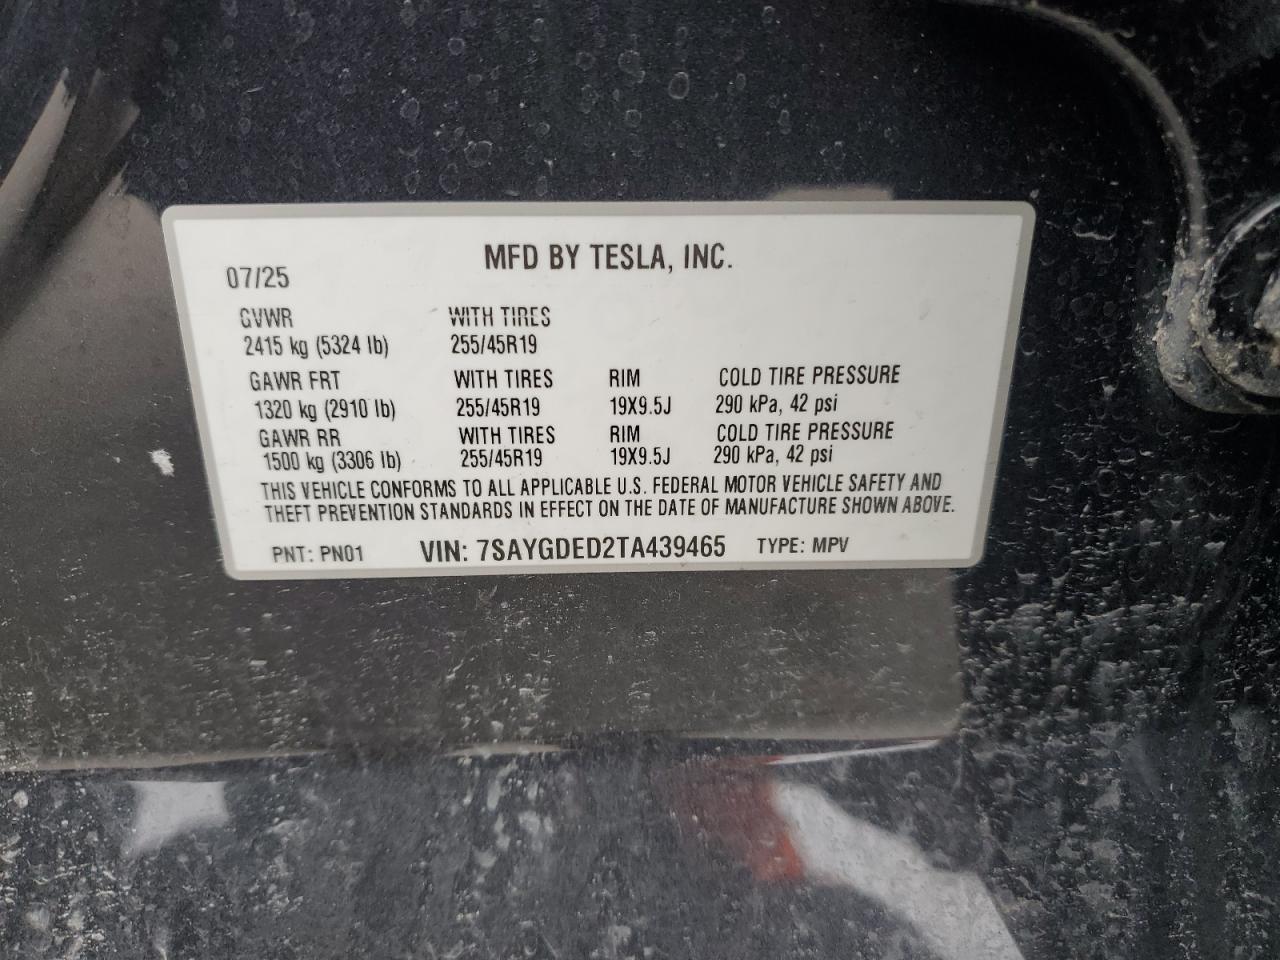 MFD BY TESLA, INC.
07/25
GVWR WITH TIRES
2415 kg (5324 lb) 255/45R19
GAWR FRT WITH TIRES RIM COLD TIRE PRESSURE
1320 kg (2910 lb) 255/45R19 19X9.5J 290 kPa, 42 psi
GAWR RR WITH TIRES RIM COLD TIRE PRESSURE
1500 kg (3306 lb) 255/45R19 19X9.5J 290 kPa, 42 psi
THIS VEHICLE CONFORMS TO ALL APPLICABLE U.S. FEDERAL MOTOR VEHICLE SAFETY AND
THEFT PREVENTION STANDARDS IN EFFECT ON THE DATE OF MANUFACTURE SHOWN ABOVE.
PNT: PN01 VIN: 7SAYGDED2TA439465 TYPE: MPV